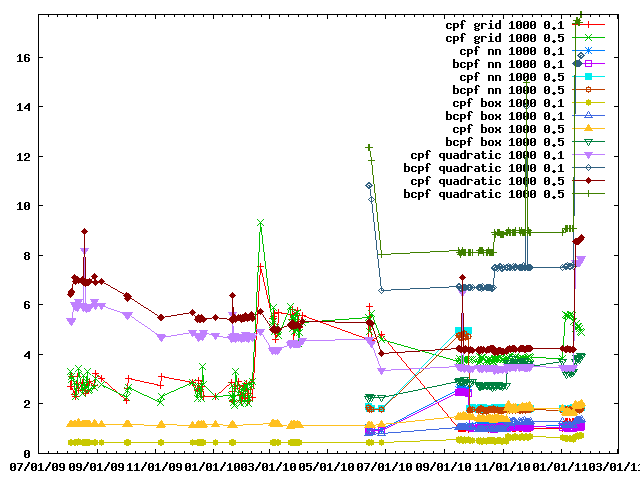 cpf grid 1000 0.1
cpf grid 1000 0.5
cpf nn 1000 0.1
bcpf nn 1000 0.1
cpf nn 1000 0.5
bcpf nn 1000 0.5
cpf box 1000 0.1
bcpf box 1000 0.1
cpf box 1000 0.5
bcpf box 1000 0.5
cpf quadratic 1000 0.1
bcpf quadratic 1000 0.1
cpf quadratic 1000 0.5
bcpf quadratic 1000 0.5
16
14
12
10
8
6
4
2
0
07/01/09 09/01/09 11/01/09 01/01/10 03/01/10 05/01/10 07/01/10 09/01/10 11/01/10 01/01/11 03/01/11